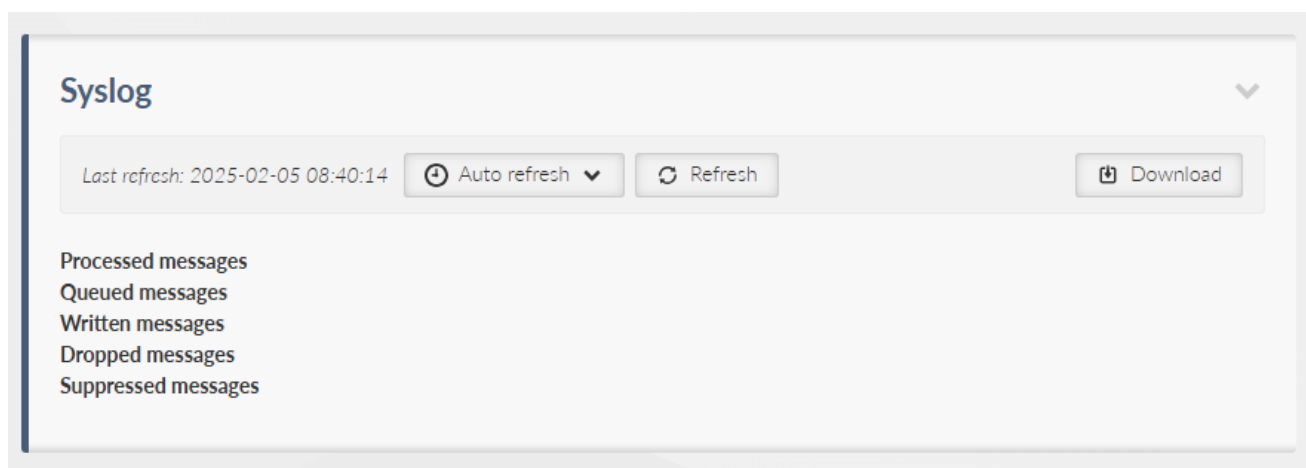 Syslog
Last refresh: 2025-02-05 08:40:14 Auto refresh Refresh Download
Processed messages
Queued messages
Written messages
Dropped messages
Suppressed messages